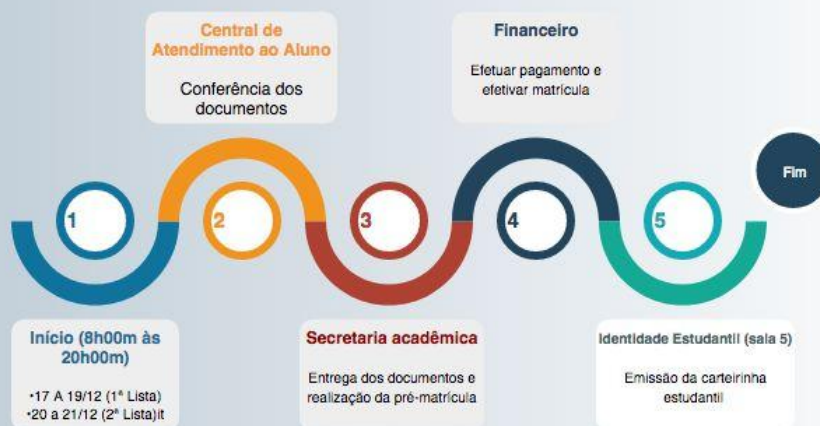 Central de
Atendimento ao Aluno
Conferência dos
documentos
Financeiro
Efetuar pagamento e
efetivar matrícula
Fim
1
2
3
4
5
Início (8h00m às
20h00m)
•17 A 19/12 (1ª Lista)
•20 a 21/12 (2ª Lista)it
Secretaria acadêmica
Entrega dos documentos e
realização da pré-matrícula
Identidade Estudantil (sala 5)
Emissão da carteirinha
estudantil